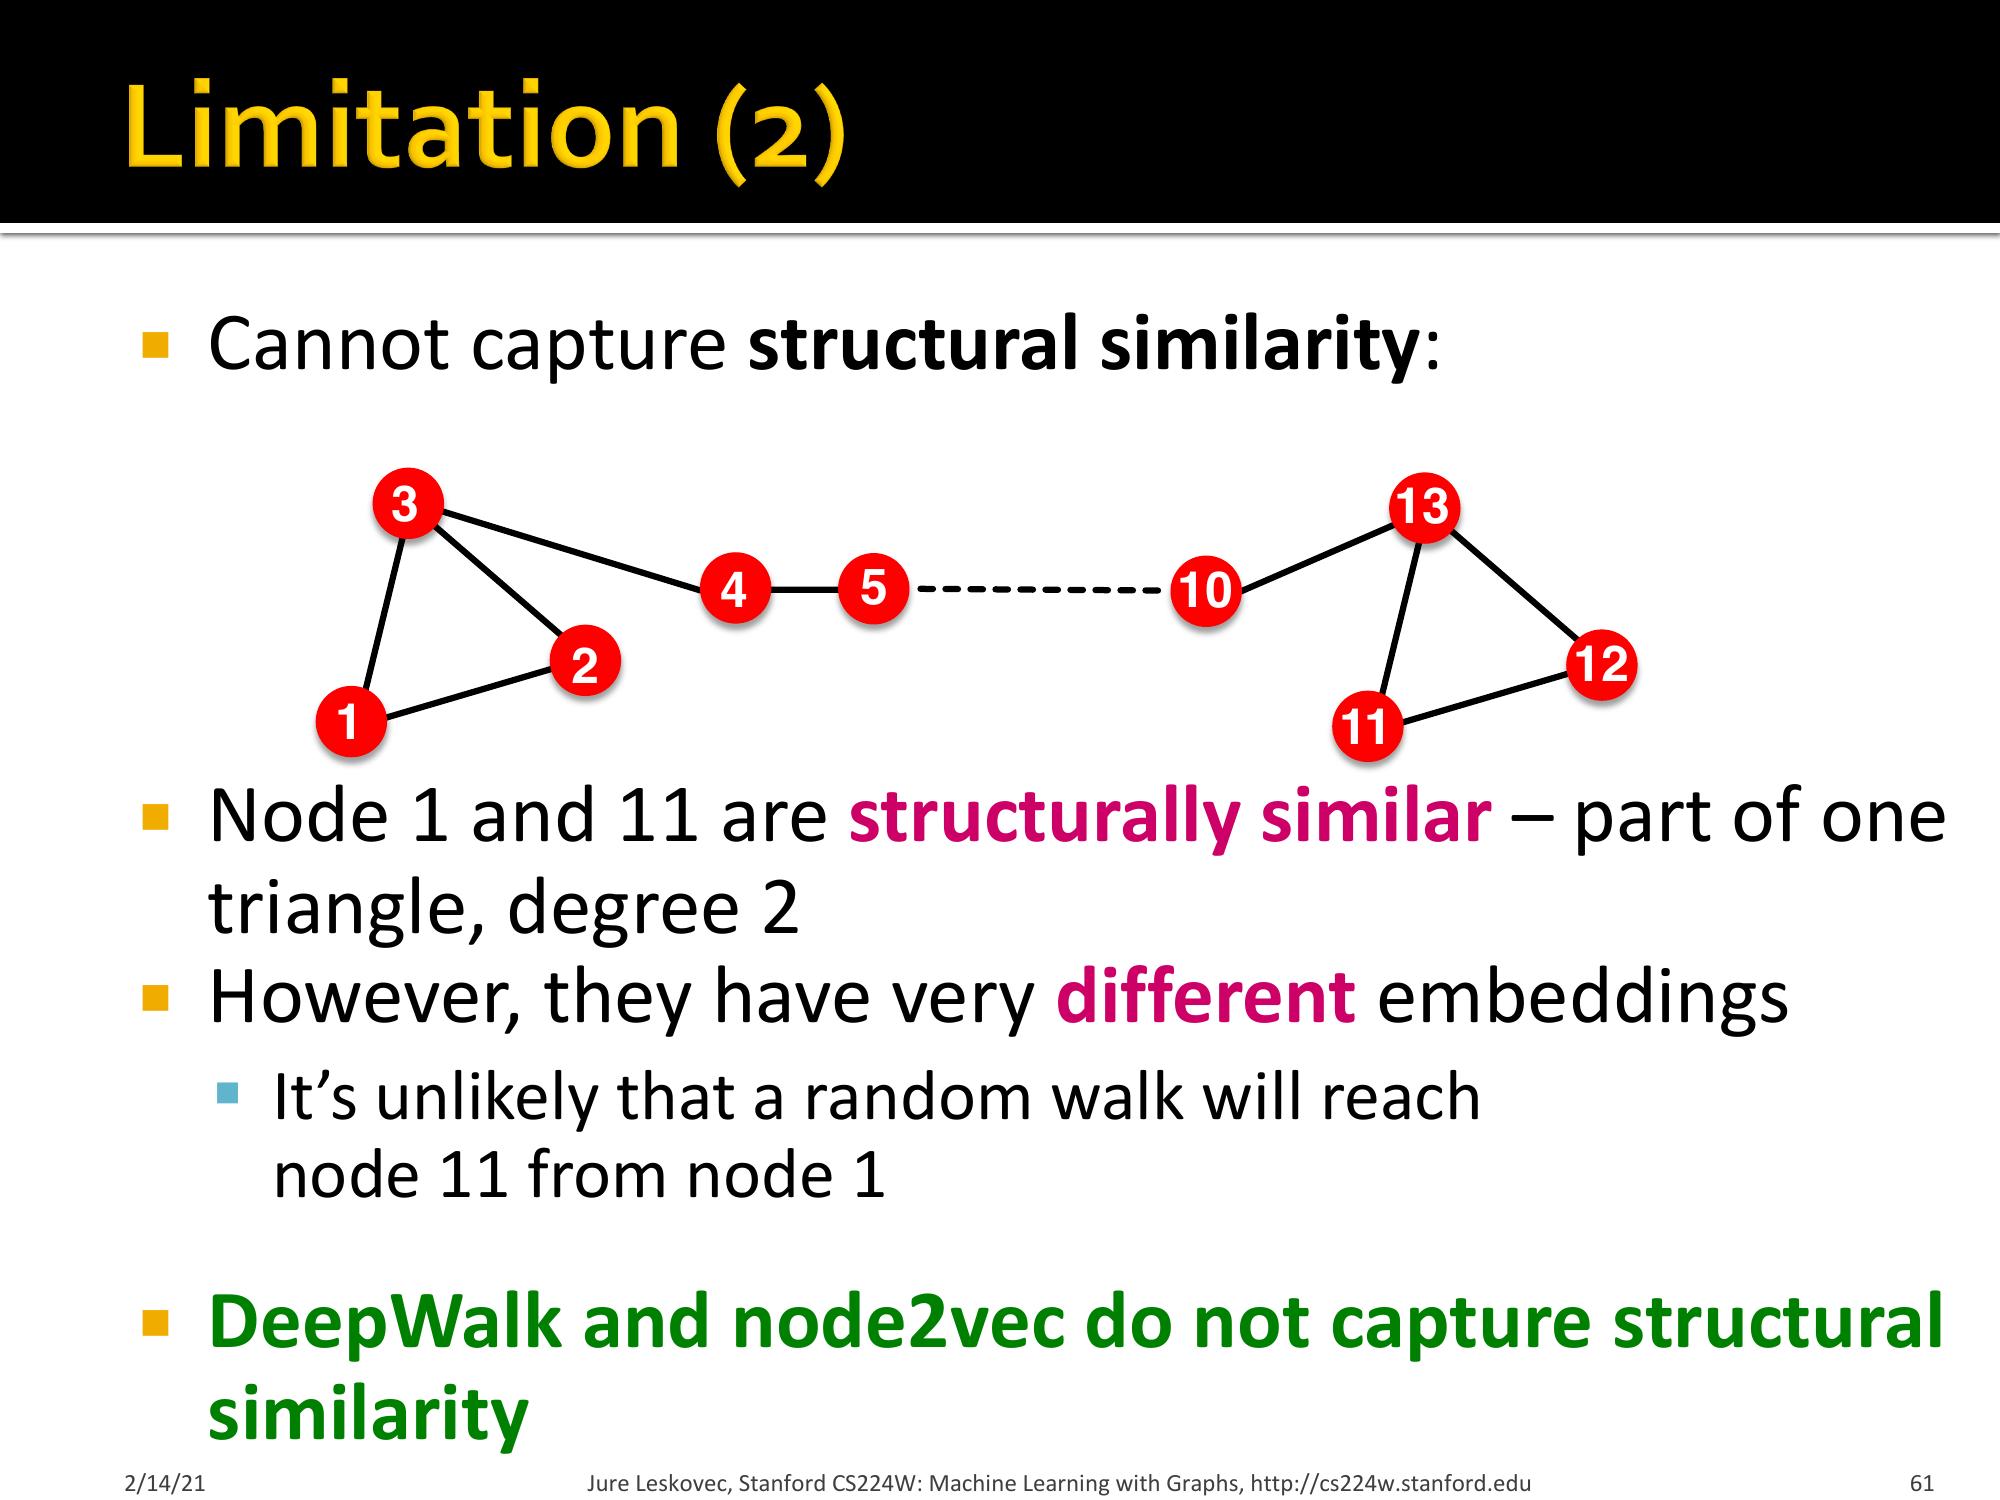 Limitation (2)
Cannot capture structural similarity:
3
13
4
5
10
2
12
1
11
Node 1 and 11 are structurally similar – part of one
triangle, degree 2
However, they have very different embeddings
It’s unlikely that a random walk will reach
node 11 from node 1
DeepWalk and node2vec do not capture structural
similarity
2/14/21
Jure Leskovec, Stanford CS224W: Machine Learning with Graphs, http://cs224w.stanford.edu
61